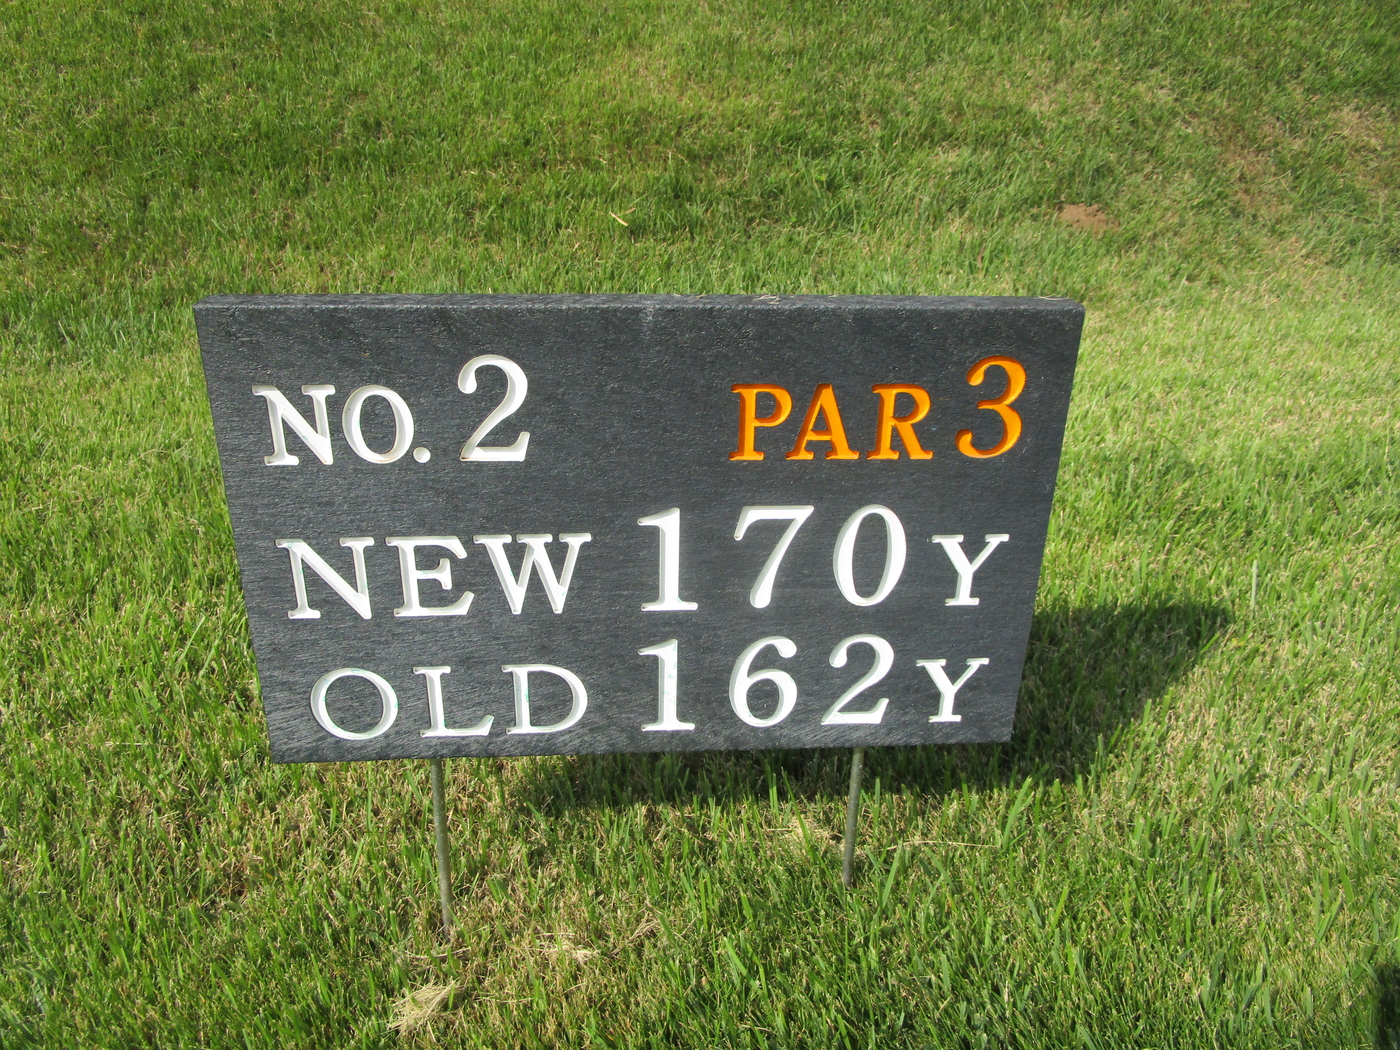 NO. 2 PAR 3
NEW 170 Y
OLD 162 Y